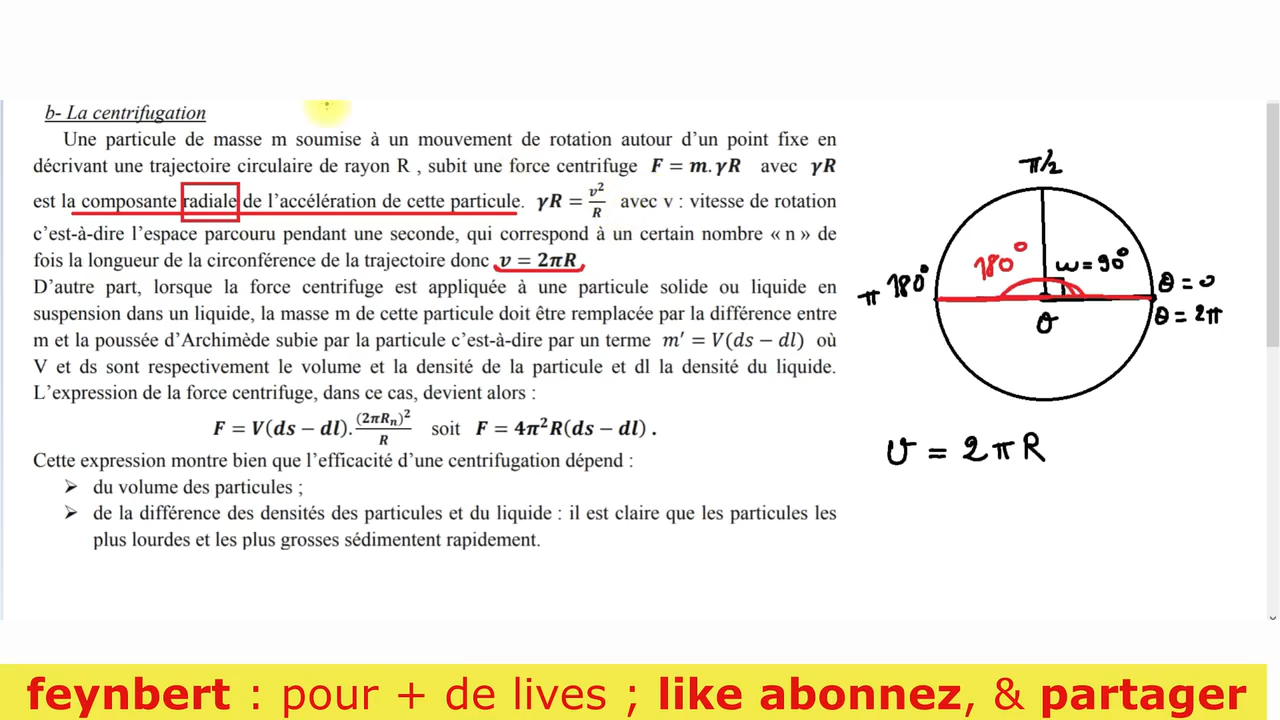 b- La centrifugation
Une particule de masse m soumise à un mouvement de rotation autour d'un point fixe en
décrivant une trajectoire circulaire de rayon R , subit une force centrifuge F = m. γR avec γR
est la composante radiale de l'accélération de cette particule. γR = v²/R avec v : vitesse de rotation
c'est-à-dire l'espace parcouru pendant une seconde, qui correspond à un certain nombre « n » de
fois la longueur de la circonférence de la trajectoire donc v = 2πR
D'autre part, lorsque la force centrifuge est appliquée à une particule solide ou liquide en
suspension dans un liquide, la masse m de cette particule doit être remplacée par la différence entre
m et la poussée d'Archimède subie par la particule c'est-à-dire par un terme m′ = V(ds − dl) où
V et ds sont respectivement le volume et la densité de la particule et dl la densité du liquide.
L'expression de la force centrifuge, dans ce cas, devient alors :
F = V(ds − dl). (2πRn)²/R soit F = 4π²R(ds − dl) .
Cette expression montre bien que l'efficacité d'une centrifugation dépend :
➢ du volume des particules ;
➢ de la différence des densités des particules et du liquide : il est claire que les particules les
plus lourdes et les plus grosses sédimentent rapidement.
π/2
180° w = 90°
π 180° θ = 0
θ = 2π
v = 2πR
feynbert : pour + de lives ; like abonnez, & partager